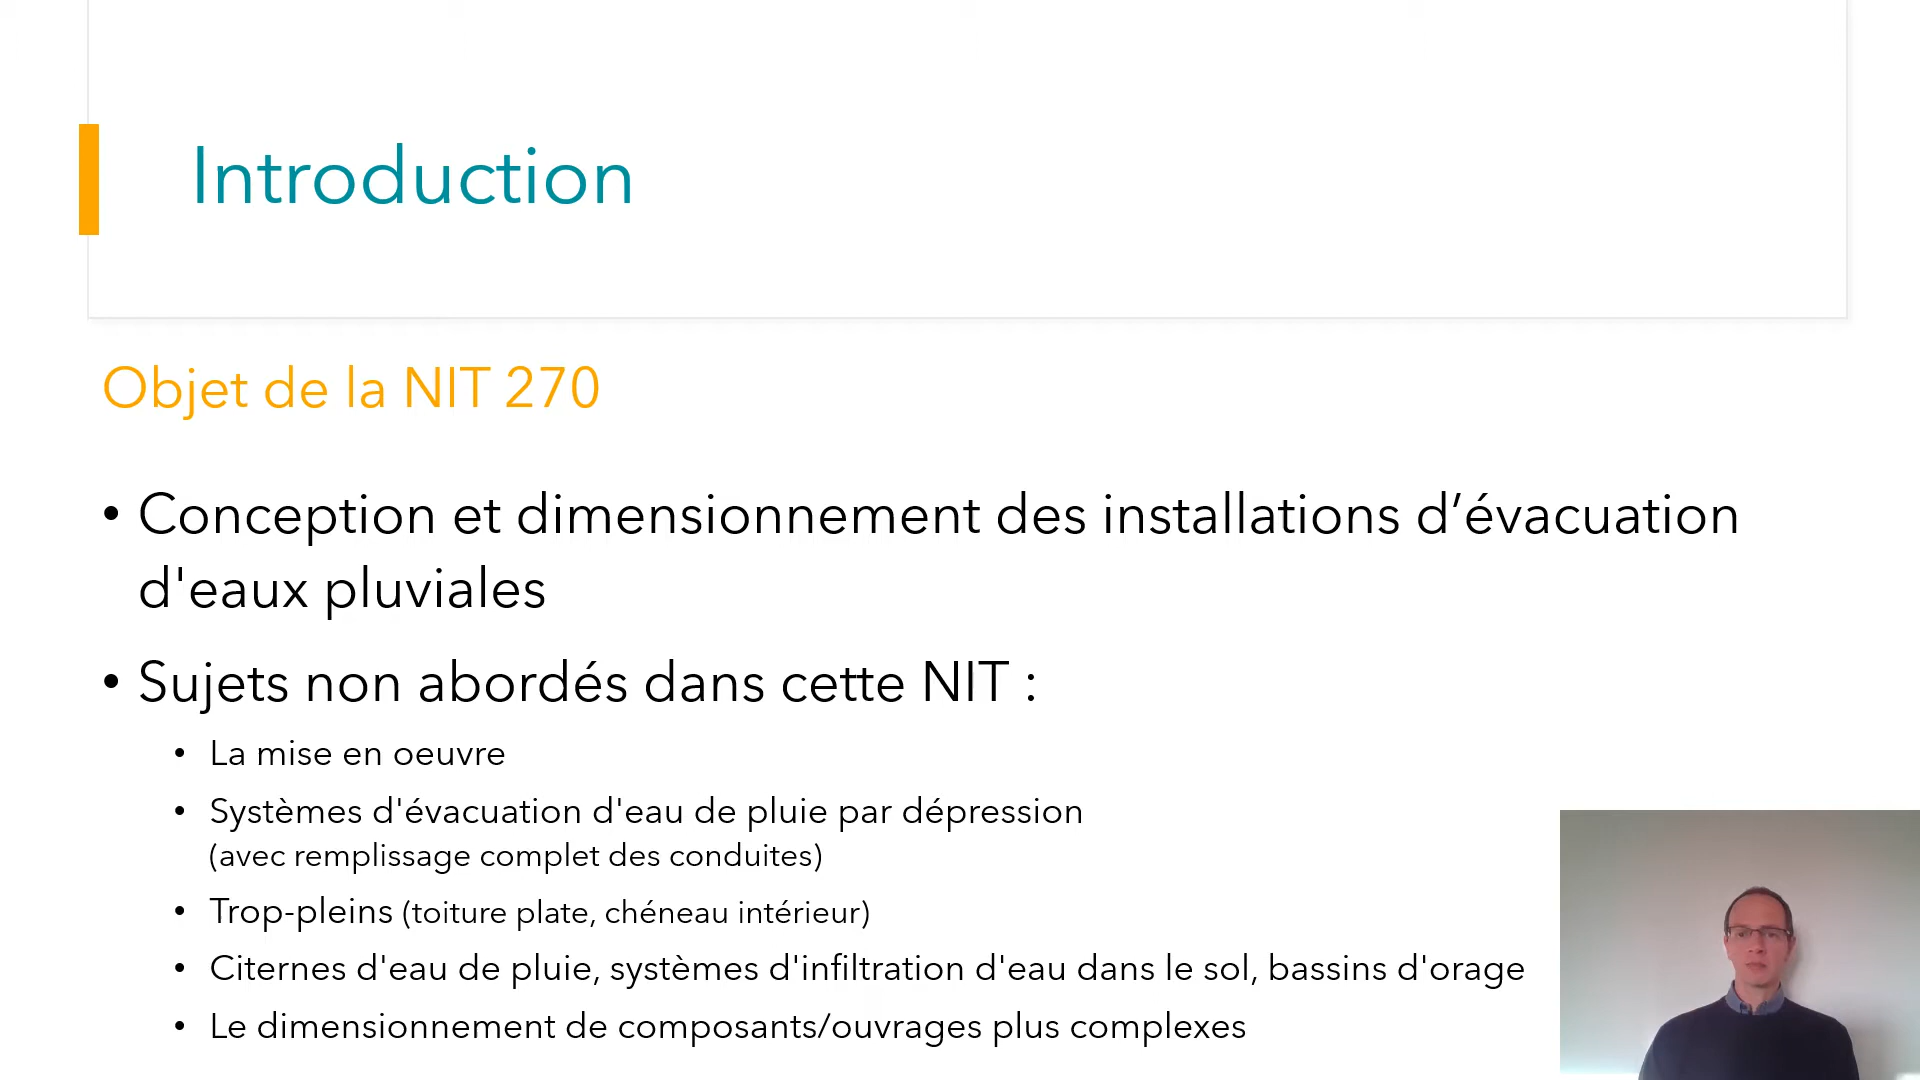 Introduction
Objet de la NIT 270
• Conception et dimensionnement des installations d’évacuation
d'eaux pluviales
• Sujets non abordés dans cette NIT :
• La mise en oeuvre
• Systèmes d'évacuation d'eau de pluie par dépression
(avec remplissage complet des conduites)
• Trop-pleins (toiture plate, chéneau intérieur)
• Citernes d'eau de pluie, systèmes d'infiltration d'eau dans le sol, bassins d'orage
• Le dimensionnement de composants/ouvrages plus complexes